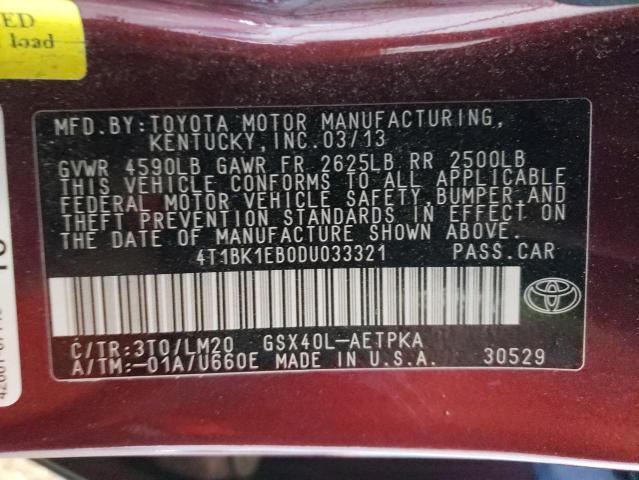 ED
load
MFD.BY:TOYOTA MOTOR MANUFACTURING,
KENTUCKY, INC.03/13
GVWR 4590LB GAWR FR 2625LB RR 2500LB
THIS VEHICLE CONFORMS TO ALL APPLICABLE
FEDERAL MOTOR VEHICLE SAFETY,BUMPER,AND
THEFT PREVENTION STANDARDS IN EFFECT ON
THE DATE OF MANUFACTURE SHOWN ABOVE.
4T1BK1EB0DU033321 PASS.CAR
C/TR:3T0/LM20 GSX40L-AETPKA
A/TM:-01A/U660E MADE IN U.S.A. 30529